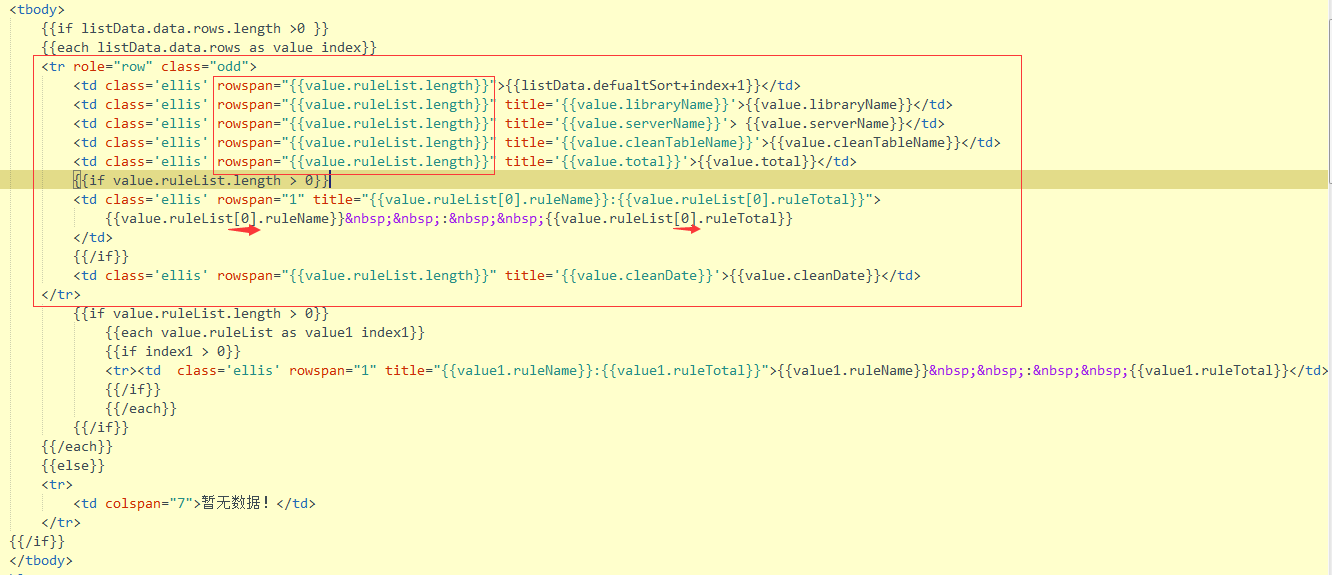 <tbody>
{{if listData.data.rows.length >0 }}
{{each listData.data.rows as value index}}
<tr role="row" class="odd">
<td class='ellis' rowspan="{{value.ruleList.length}}">{{listData.defualtSort+index+1}}</td>
<td class='ellis' rowspan="{{value.ruleList.length}}" title='{{value.libraryName}}'>{{value.libraryName}}</td>
<td class='ellis' rowspan="{{value.ruleList.length}}" title='{{value.serverName}}'> {{value.serverName}}</td>
<td class='ellis' rowspan="{{value.ruleList.length}}" title='{{value.cleanTableName}}'>{{value.cleanTableName}}</td>
<td class='ellis' rowspan="{{value.ruleList.length}}" title='{{value.total}}'>{{value.total}}</td>
{{if value.ruleList.length > 0}}
<td class='ellis' rowspan="1" title="{{value.ruleList[0].ruleName}}:{{value.ruleList[0].ruleTotal}}">
{{value.ruleList[0].ruleName}}&nbsp;&nbsp;:&nbsp;&nbsp;{{value.ruleList[0].ruleTotal}}
</td>
{{/if}}
<td class='ellis' rowspan="{{value.ruleList.length}}" title='{{value.cleanDate}}'>{{value.cleanDate}}</td>
</tr>
{{if value.ruleList.length > 0}}
{{each value.ruleList as value1 index1}}
{{if index1 > 0}}
<tr><td  class='ellis' rowspan="1" title="{{value1.ruleName}}:{{value1.ruleTotal}}">{{value1.ruleName}}&nbsp;&nbsp;:&nbsp;&nbsp;{{value1.ruleTotal}}</td>
{{/if}}
{{/each}}
{{/if}}
{{/each}}
{{else}}
<tr>
<td colspan="7">暂无数据！</td>
</tr>
{{/if}}
</tbody>